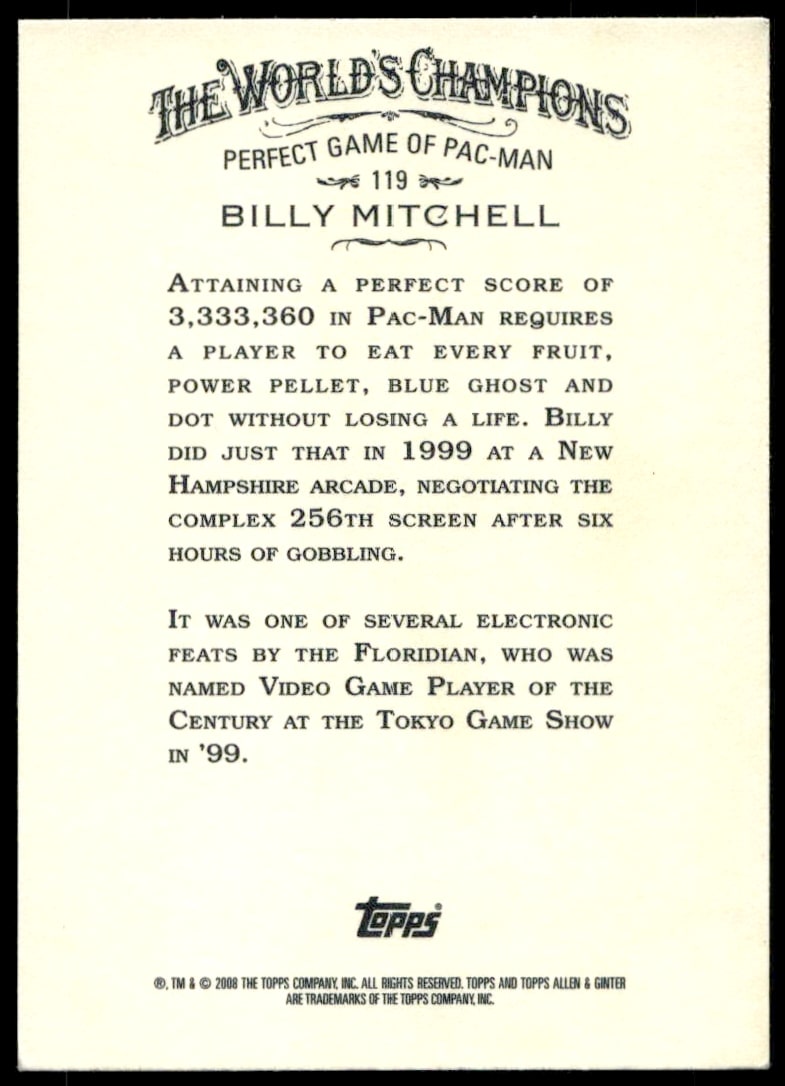 THE WORLD'S CHAMPIONS
PERFECT GAME OF PAC-MAN
119
BILLY MITCHELL
ATTAINING A PERFECT SCORE OF
3,333,360 IN PAC-MAN REQUIRES
A PLAYER TO EAT EVERY FRUIT,
POWER PELLET, BLUE GHOST AND
DOT WITHOUT LOSING A LIFE. BILLY
DID JUST THAT IN 1999 AT A NEW
HAMPSHIRE ARCADE, NEGOTIATING THE
COMPLEX 256TH SCREEN AFTER SIX
HOURS OF GOBBLING.
IT WAS ONE OF SEVERAL ELECTRONIC
FEATS BY THE FLORIDIAN, WHO WAS
NAMED VIDEO GAME PLAYER OF THE
CENTURY AT THE TOKYO GAME SHOW
IN '99.
Topps®
®, TM & © 2008 THE TOPPS COMPANY, INC. ALL RIGHTS RESERVED. TOPPS AND TOPPS ALLEN & GINTER
ARE TRADEMARKS OF THE TOPPS COMPANY, INC.